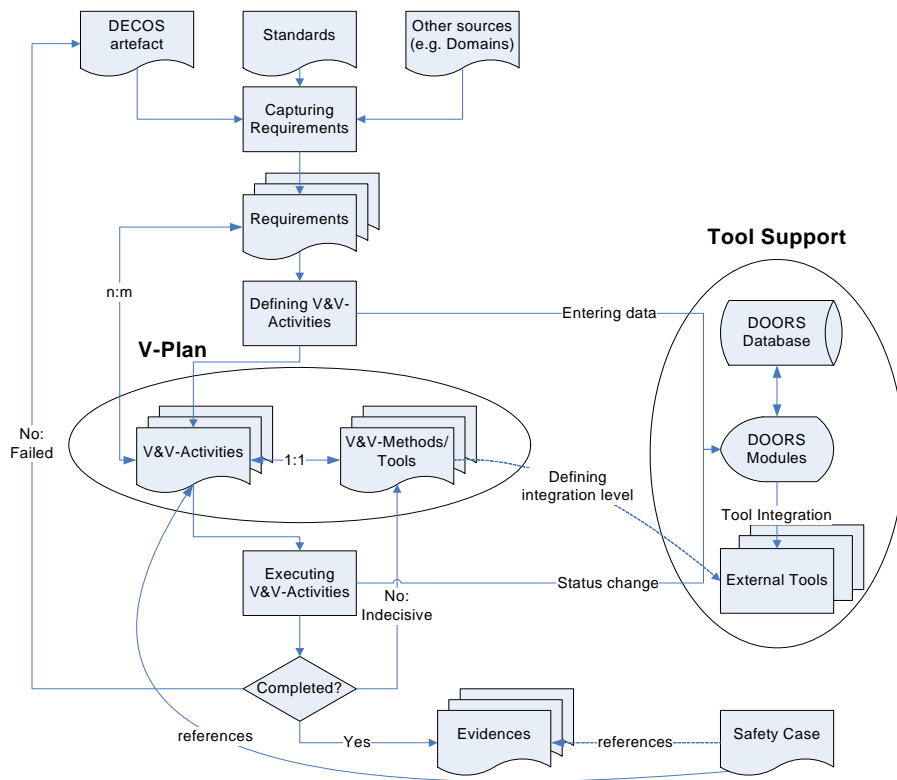 DECOS
artefact
Standards
Other sources
(e.g. Domains)
Capturing
Requirements
Requirements
Tool Support
n:m
Defining V&V-
Activities
Entering data
DOORS
Database
V-Plan
No:
Failed
V&V-Activities
1:1
V&V-Methods/
Tools
DOORS
Modules
Defining
integration level
Tool Integration
Executing
V&V-Activities
No:
Indecisive
Status change
External Tools
Completed?
references
Yes
Evidences
references
Safety Case